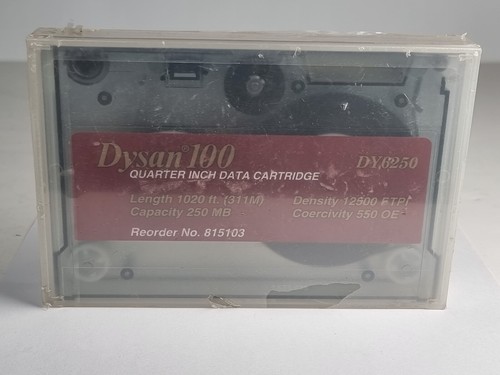 Dysan® 100
DY6250
QUARTER INCH DATA CARTRIDGE
Length 1020 ft. (311M)
Density 12500 FTPI
Capacity 250 MB
Coercivity 550 OE
Reorder No. 815103